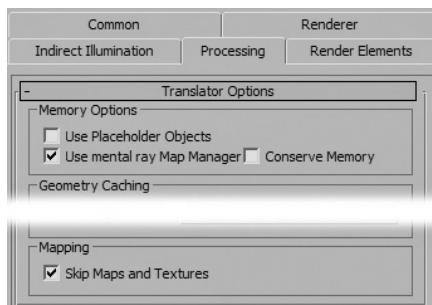 Common Renderer
Indirect Illumination Processing Render Elements
- Translator Options
Memory Options
Use Placeholder Objects
Use mental ray Map Manager Conserve Memory
Geometry Caching
Mapping
Skip Maps and Textures